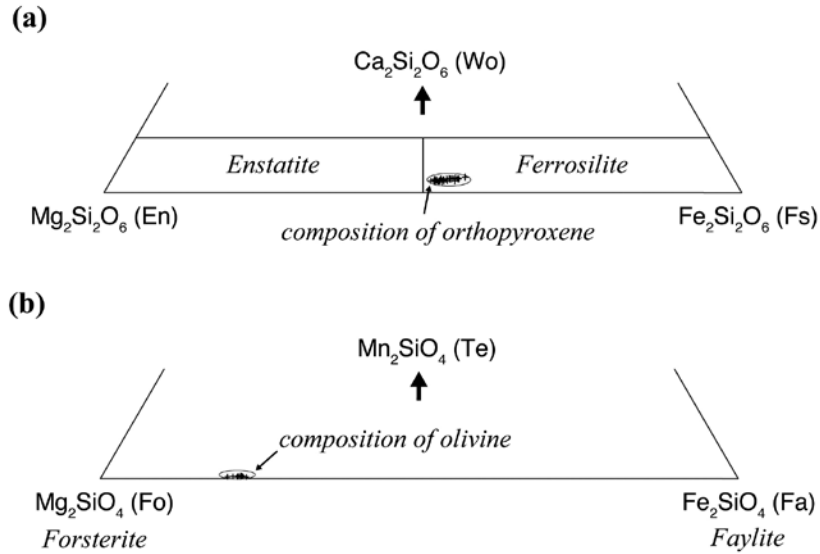 (a)
Ca₂Si₂O₆ (Wo)
Enstatite
Ferrosilite
Mg₂Si₂O₆ (En)
Fe₂Si₂O₆ (Fs)
composition of orthopyroxene
(b)
Mn₂SiO₄ (Te)
composition of olivine
Mg₂SiO₄ (Fo)
Fe₂SiO₄ (Fa)
Forsterite
Faylite